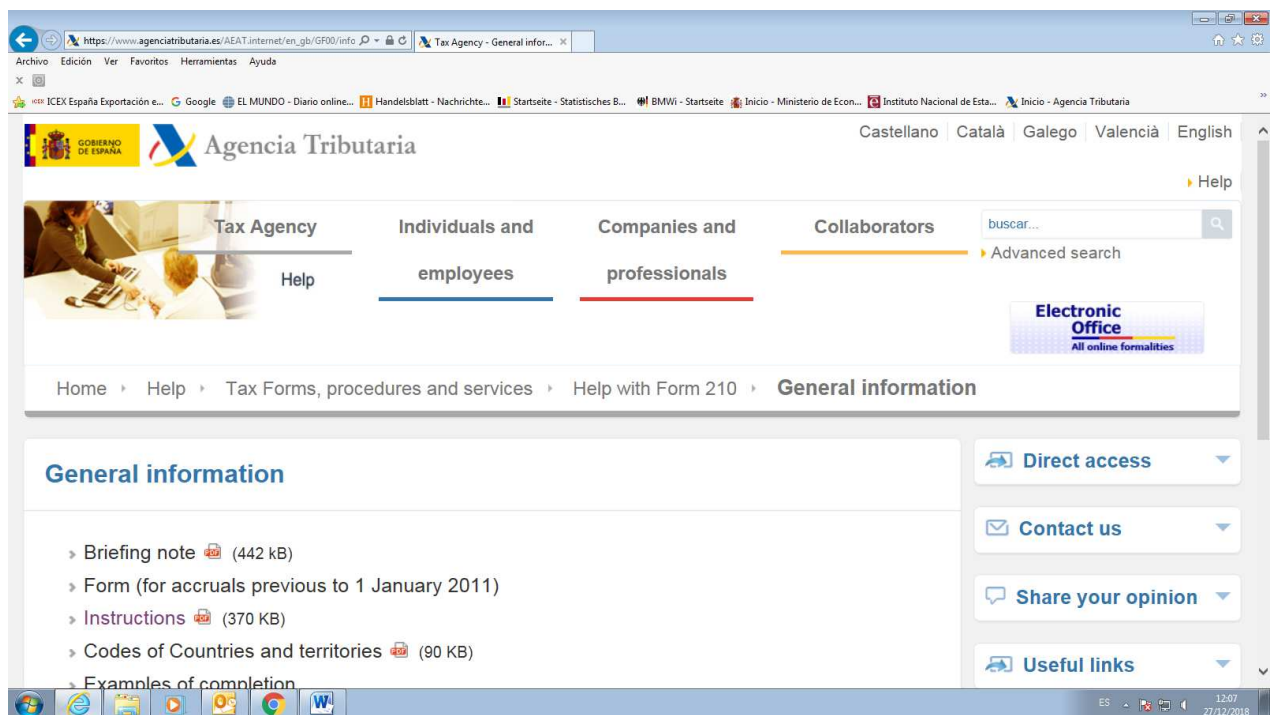 https://www.agenciatributaria.es/AEAT.internet/en_gb/GF00/info
Tax Agency - General infor...
Archivo Edición Ver Favoritos Herramientas Ayuda
ICEX España Exportación e... Google EL MUNDO - Diario online... Handelsblatt - Nachrichte... Startseite - Statistisches B... BMWi - Startseite Inicio - Ministerio de Econ... Instituto Nacional de Esta... Inicio - Agencia Tributaria
GOBIERNO
DE ESPAÑA
Agencia Tributaria
Castellano Català Galego Valencià English
Help
Tax Agency
Help
Individuals and
employees
Companies and
professionals
Collaborators
buscar...
Advanced search
Electronic
Office
All online formalities
Home Help Tax Forms, procedures and services Help with Form 210 General information
General information
Briefing note (442 kB)
Form (for accruals previous to 1 January 2011)
Instructions (370 KB)
Codes of Countries and territories (90 KB)
Examples of completion
Direct access
Contact us
Share your opinion
Useful links
ES 12:07
27/12/2018